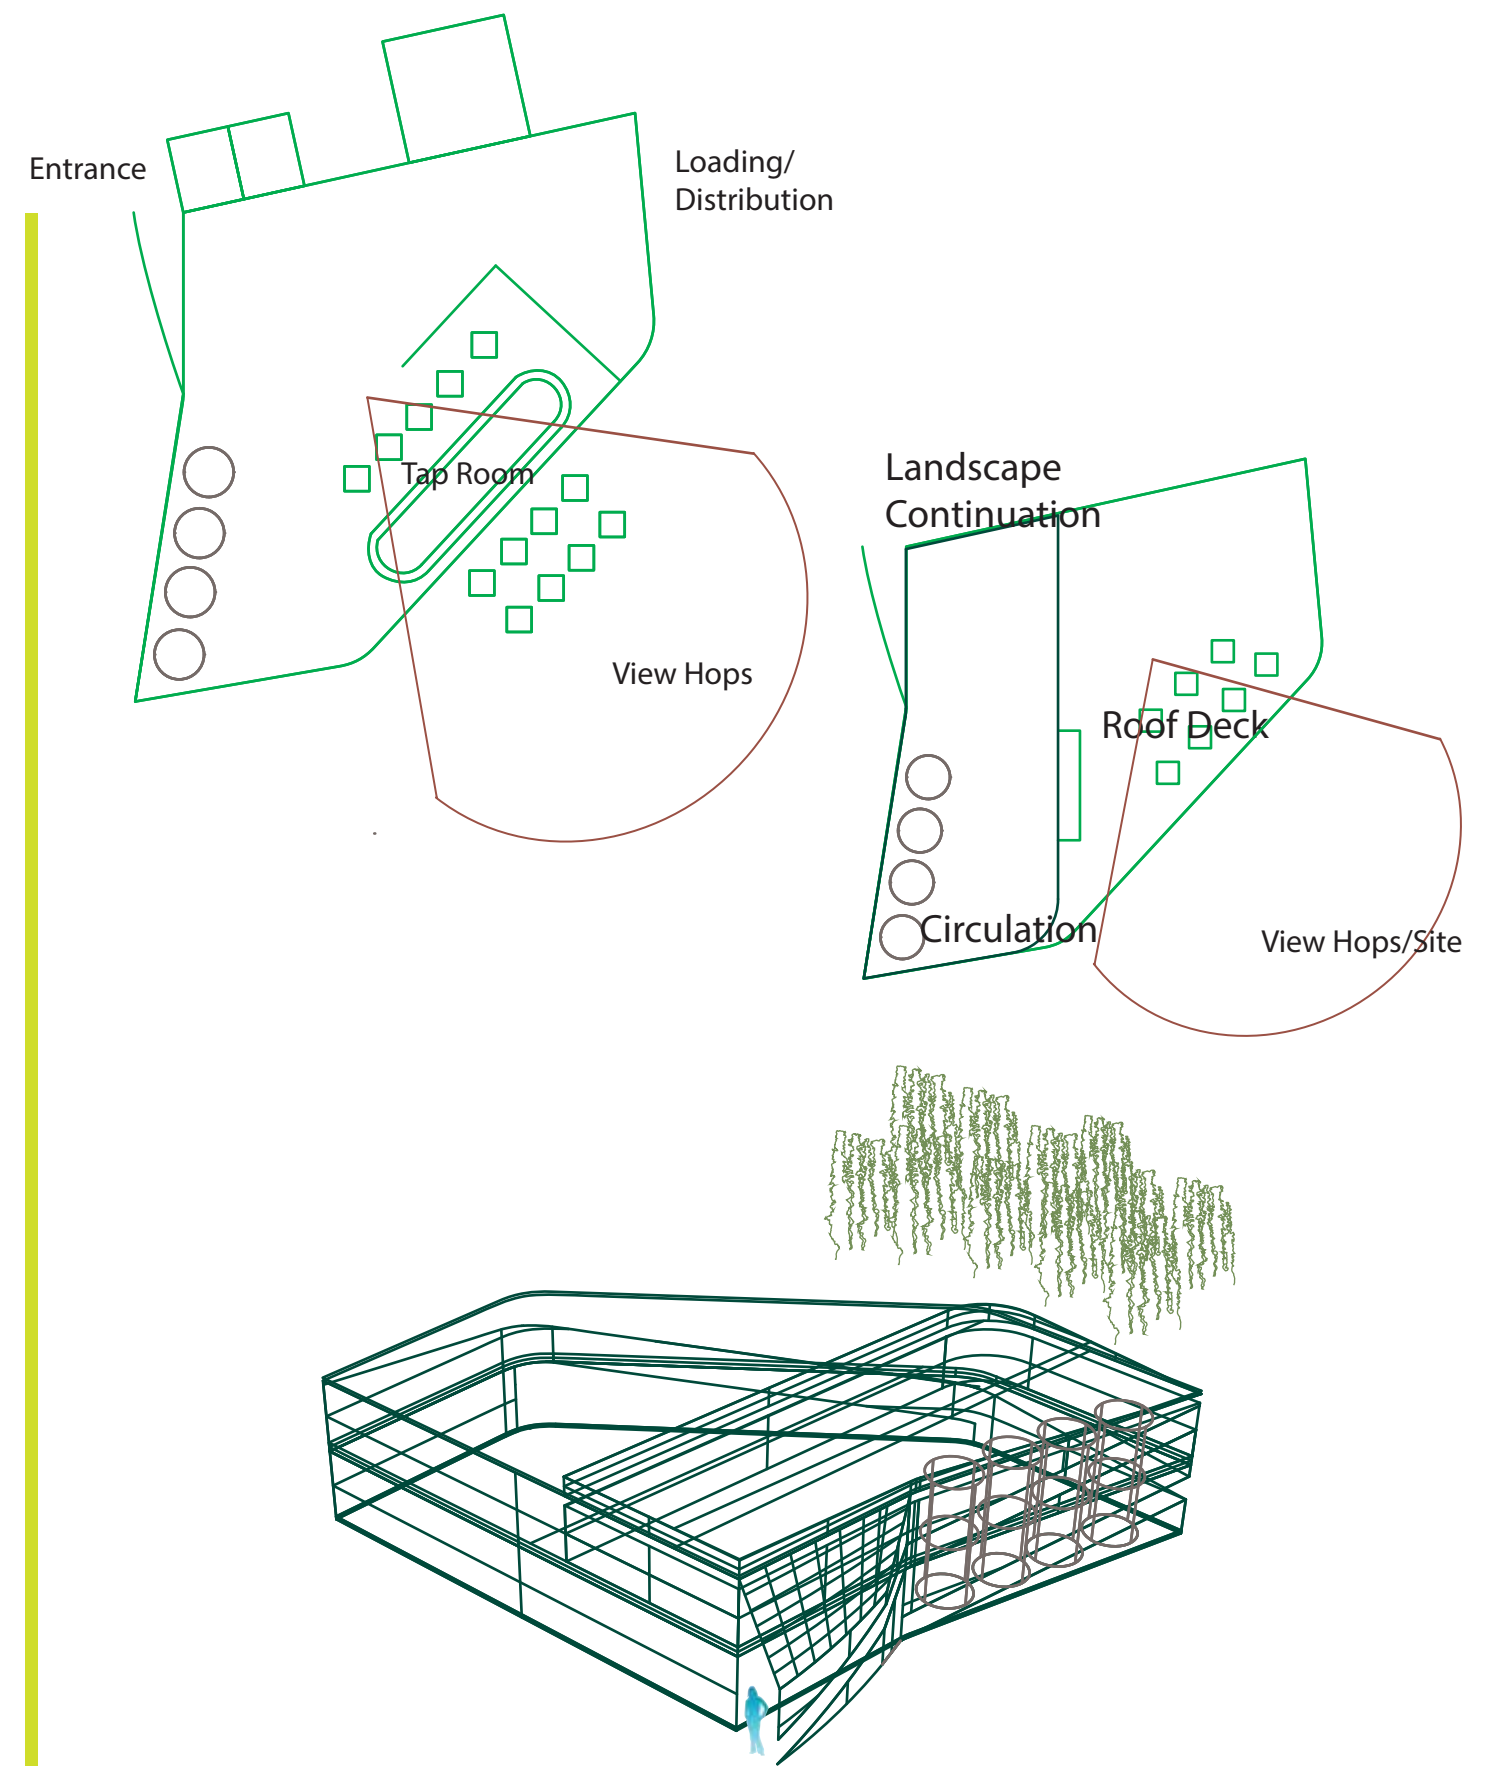 Entrance
Loading/
Distribution
Tap Room
View Hops
Landscape
Continuation
Roof Deck
Circulation
View Hops/Site